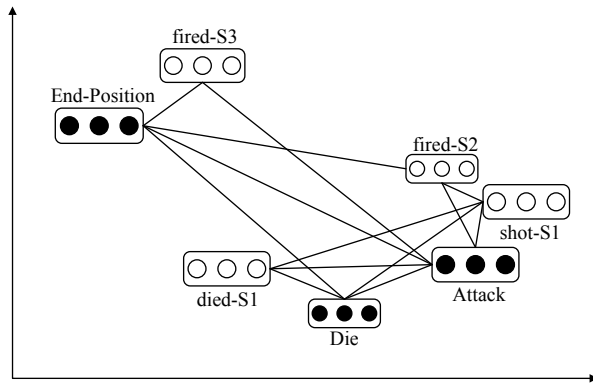 fired-S3
End-Position
fired-S2
shot-S1
Attack
died-S1
Die